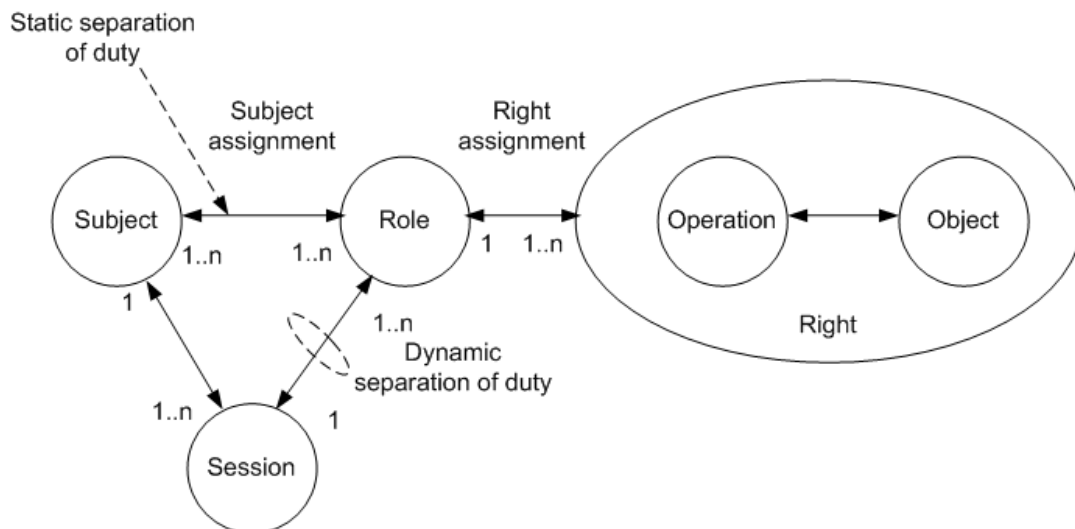 Static separation
of duty
Subject
assignment
Right
assignment
Subject
Role
Operation
Object
1..n
1..n
1
1..n
1
1..n
Right
Dynamic
separation of duty
1..n
1
Session